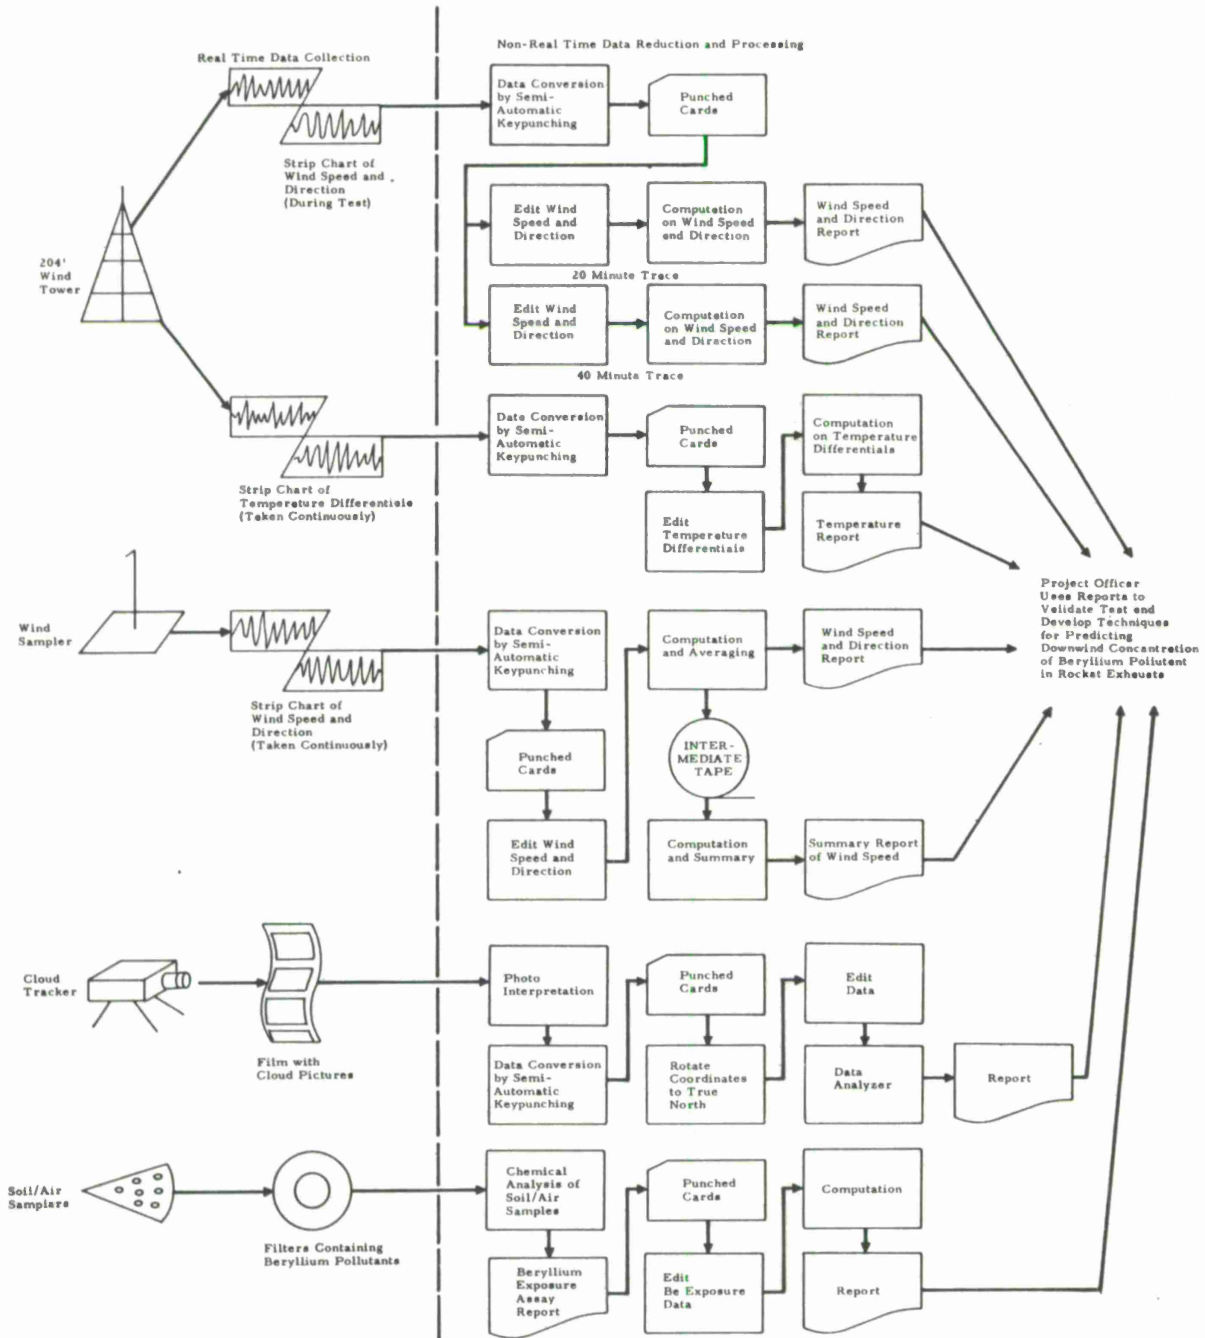 Non-Real Time Data Reduction and Processing
Real Time Data Collection
Data Conversion
by Semi-
Automatic
Keypunching
Punched
Cards
Strip Chart of
Wind Speed and
Direction
(During Test)
204'
Wind
Tower
Edit Wind
Speed and
Direction
Computation
on Wind Speed
end Direction
Wind Speed
and Direction
Report
20 Minute Trace
Edit Wind
Speed and
Direction
Computation
on Wind Speed
and Direction
Wind Speed
and Direction
Report
40 Minute Trace
Date Conversion
by Semi-
Automatic
Keypunching
Punched
Cards
Computation
on Temperature
Differentials
Strip Chart of
Temperature Differentiale
(Taken Continuously)
Edit
Temperature
Differentials
Temperature
Report
Project Officer
Uses Reports to
Validate Test end
Develop Techniques
for Predicting
Downwind Concantration
of Beryllium Pollutent
in Rockat Exhausts
Wind
Sampler
Strip Chart of
Wind Speed and
Direction
(Taken Continuously)
Data Conversion
by Semi-
Automatic
Keypunching
Computation
and Averaging
Wind Speed
and Direction
Report
Punched
Cards
INTER-
MEDIATE
TAPE
Edit Wind
Speed and
Direction
Computation
and Summary
Summary Report
of Wind Speed
Cloud
Tracker
Film with
Cloud Pictures
Photo
Interpretation
Punched
Cards
Edit
Data
Data Conversion
by Semi-
Automatic
Keypunching
Rotate
Coordinates
to True
North
Data
Analyzer
Report
Soil/Air
Samplars
Filters Containing
Beryllium Pollutants
Chemical
Analysis of
Soil/Air
Samples
Punched
Cards
Computation
Beryllium
Exposure
Assay
Report
Edit
Be Exposure
Data
Report